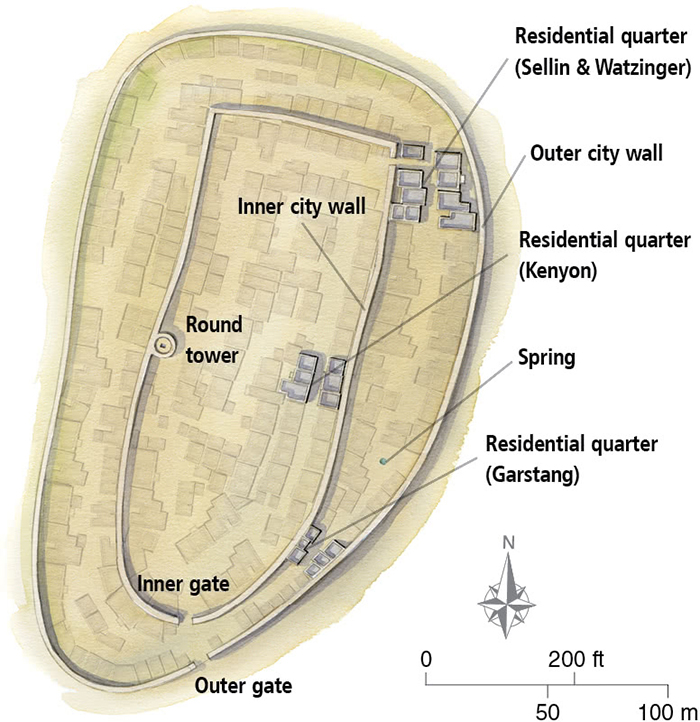 Residential quarter
(Sellin & Watzinger)
Outer city wall
Inner city wall
Residential quarter
(Kenyon)
Round
tower
Spring
Residential quarter
(Garstang)
N
Inner gate
Outer gate
0
200 ft
50
100 m